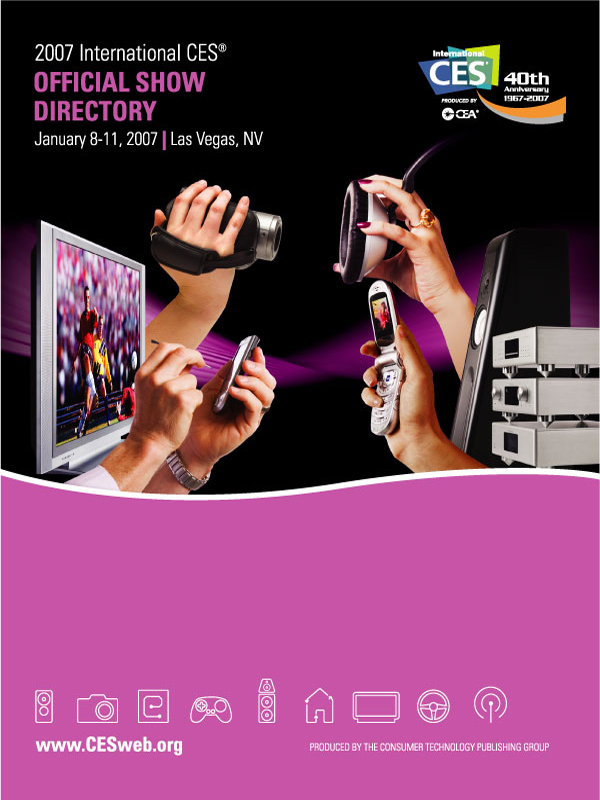 2007 International CES®
OFFICIAL SHOW
DIRECTORY
January 8-11, 2007 | Las Vegas, NV
International
CES®
PRODUCED BY
CEA®
40th
Anniversary
1967-2007
www.CESweb.org
PRODUCED BY THE CONSUMER TECHNOLOGY PUBLISHING GROUP